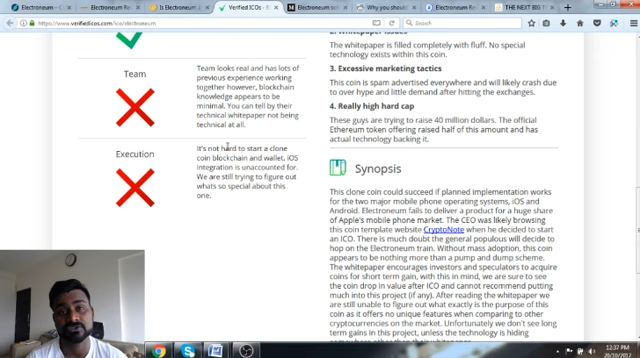 Electroneum – C
Electroneum Re
Is Electroneum
Verified ICOs - E
Electroneum so
Why you should
Electroneum Re
THE NEXT BIG T
https://www.verifiedicos.com/ico/electroneum
Team
Team looks real and has lots of
previous experience working
together however, blockchain
knowledge appears to be
minimal. You can tell by their
technical whitepaper not being
technical at all.
Execution
It's not hard to start a clone
coin blockchain and wallet. iOS
integration is unaccounted for.
We are still trying to figure out
whats so special about this
one.
2. Whitepaper Issues
The whitepaper is filled completely with fluff. No special
technology exists within this coin.
3. Excessive marketing tactics
This coin is spam advertised everywhere and will likely crash due
to over hype and little demand after hitting the exchanges.
4. Really high hard cap
These guys are trying to raise 40 million dollars. The official
Ethereum token offering raised half of this amount and has
actual technology backing it.
Synopsis
This clone coin could succeed if planned implementation works
for the two major mobile phone operating systems, iOS and
Android. Electroneum fails to deliver a product for a huge share
of Apple's mobile phone market. The CEO was likely browsing
this coin template website CryptoNote when he decided to start
an ICO. There is much doubt the general populous will decide to
hop on the Electroneum train. Without mass adoption, this coin
appears to be nothing more than a pump and dump scheme.
The whitepaper encourages investors and speculators to acquire
coins for short term gain, with this in mind, we are sure to see
the coin drop in value after ICO and cannot recommend putting
much into this project (if any). After reading the whitepaper we
are still unable to figure out what exactly is the purpose of this
coin as it offers no unique features when comparing to other
cryptocurrencies on the market. Unfortunately we don't see long
term gains in this project, unless the technology is hiding
12:37 PM
20/10/2017